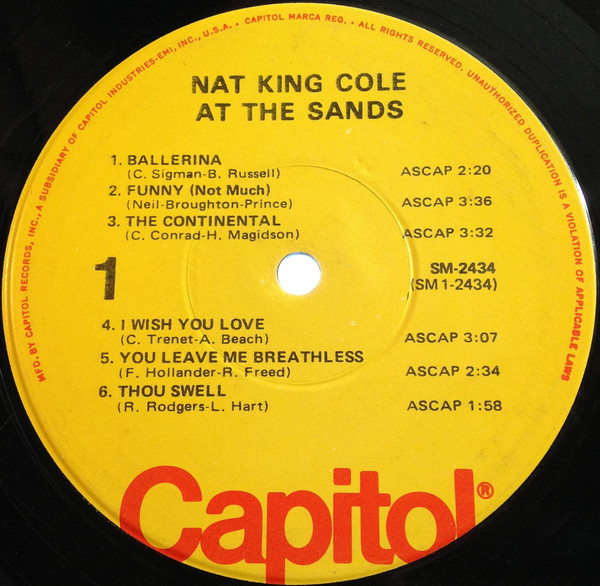 MFD. BY CAPITOL RECORDS, INC., A SUBSIDIARY OF CAPITOL INDUSTRIES-EMI, INC., U.S.A. • CAPITOL MARCA REG. • ALL RIGHTS RESERVED. UNAUTHORIZED DUPLICATION IS A VIOLATION OF APPLICABLE LAWS
NAT KING COLE
AT THE SANDS
1. BALLERINA
(C. Sigman-B. Russell) ASCAP 2:20
2. FUNNY (Not Much)
(Neil-Broughton-Prince) ASCAP 3:36
3. THE CONTINENTAL
(C. Conrad-H. Magidson) ASCAP 3:32
1 SM-2434
(SM1-2434)
4. I WISH YOU LOVE
(C. Trenet-A. Beach) ASCAP 3:07
5. YOU LEAVE ME BREATHLESS
(F. Hollander-R. Freed) ASCAP 2:34
6. THOU SWELL
(R. Rodgers-L. Hart) ASCAP 1:58
Capitol®